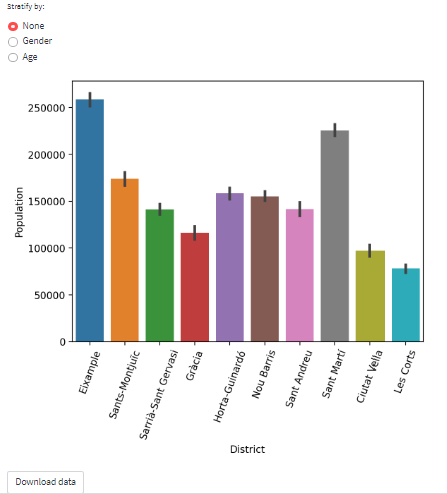 Stratify by:
None
Gender
Age
250000
200000
150000
100000
50000
0
Population
Eixample
Sants-Montjuïc
Sarrià-Sant Gervasi
Gràcia
Horta-Guinardó
Nou Barris
Sant Andreu
Sant Martí
Ciutat Vella
Les Corts
District
Download data